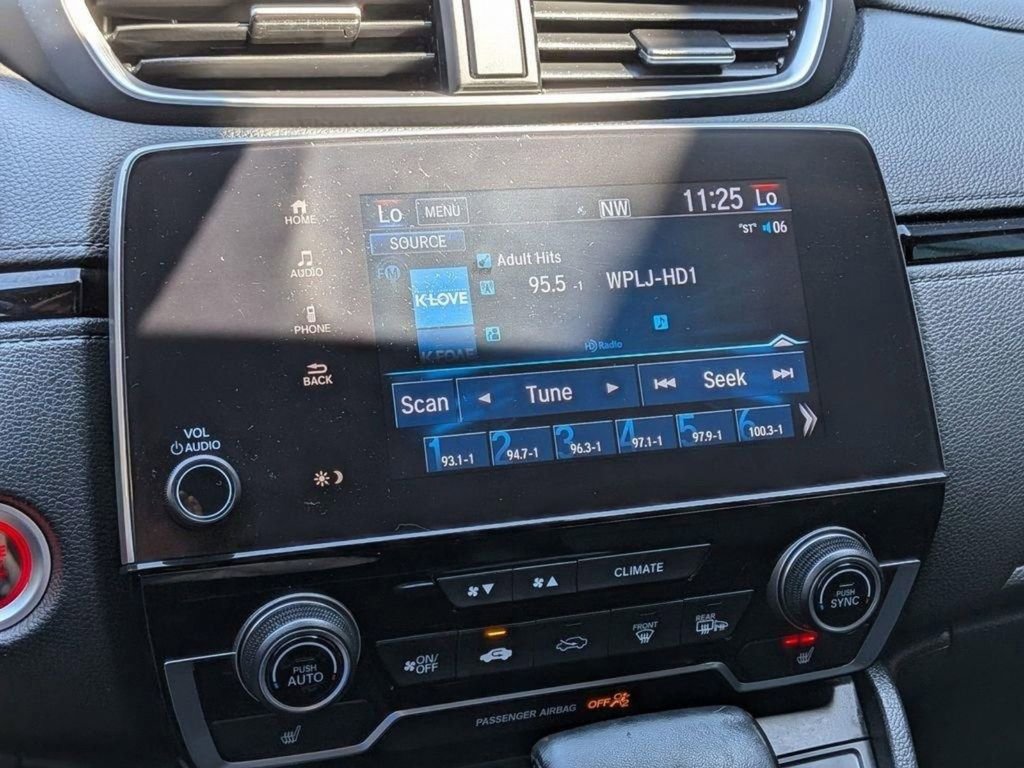 HOME
AUDIO
PHONE
BACK
VOL
AUDIO
Lo
MENU
NW
11:25
Lo
SOURCE
"ST" 06
FM
Adult Hits
K-LOVE
95.5 -1
WPLJ-HD1
HD Radio
Scan
Tune
Seek
1 93.1-1
2 94.7-1
3 96.3-1
4 97.1-1
5 97.9-1
6 100.3-1
CLIMATE
PUSH
AUTO
ON/
OFF
FRONT
REAR
PUSH
SYNC
PASSENGER AIRBAG OFF